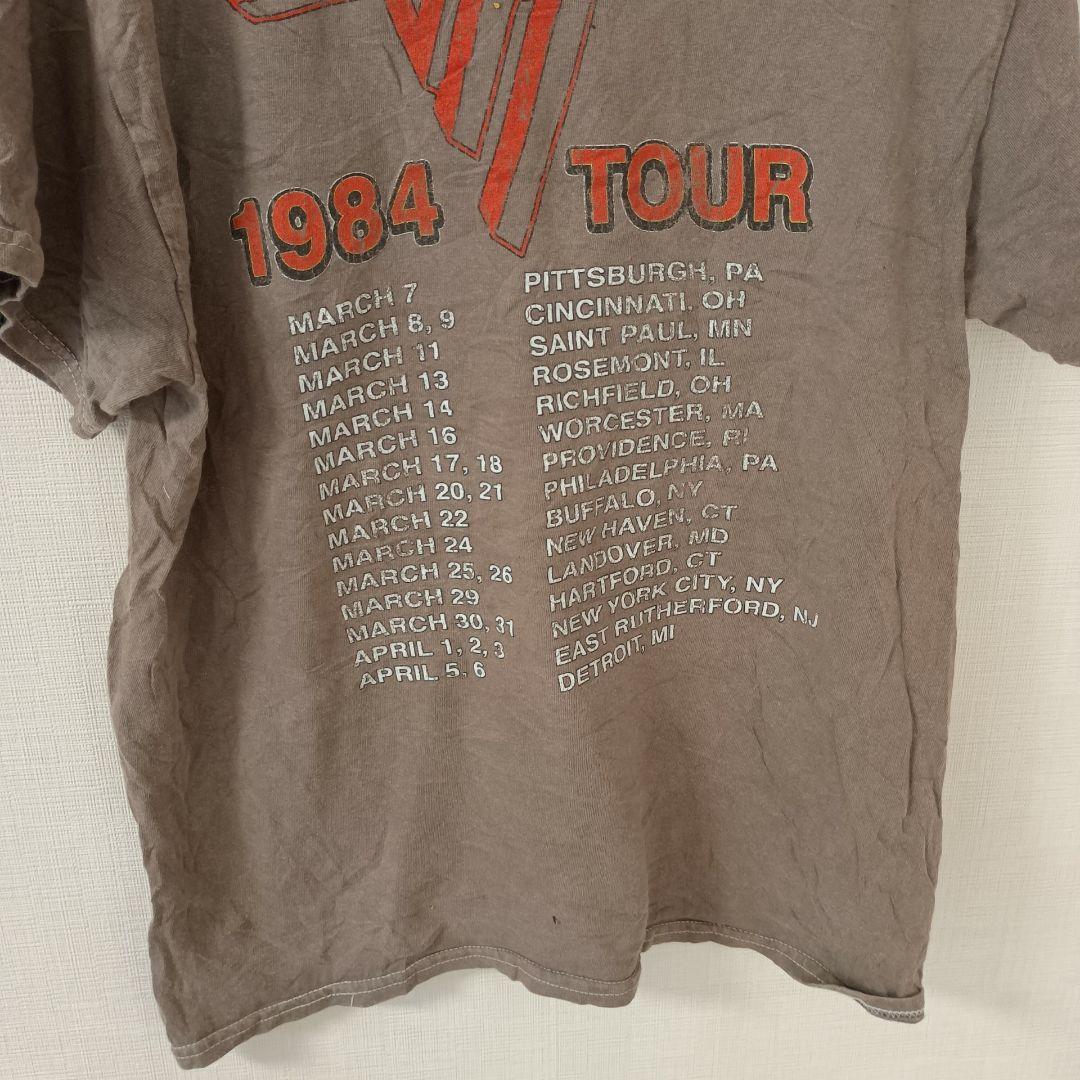 1984 TOUR
MARCH 7 PITTSBURGH, PA
MARCH 8, 9 CINCINNATI, OH
MARCH 11 SAINT PAUL, MN
MARCH 13 ROSEMONT, IL
MARCH 14 RICHFIELD, OH
MARCH 16 WORCESTER, MA
MARCH 17, 18 PROVIDENCE, RI
MARCH 20, 21 PHILADELPHIA, PA
MARCH 22 BUFFALO, NY
MARCH 24 NEW HAVEN, CT
MARCH 25, 26 LANDOVER, MD
MARCH 29 HARTFORD, CT
MARCH 30, 31 NEW YORK CITY, NY
APRIL 1, 2, 3 EAST RUTHERFORD, NJ
APRIL 5, 6 DETROIT, MI